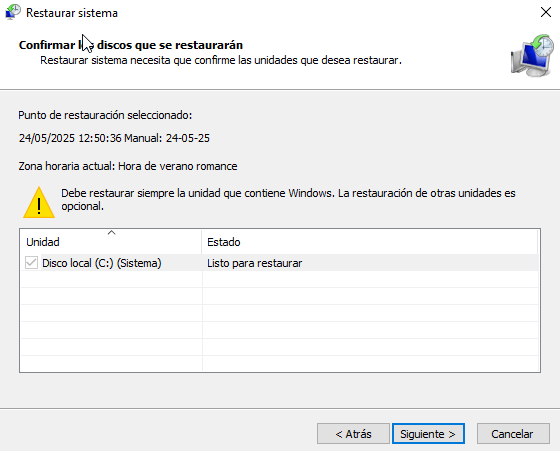 Restaurar sistema
Confirmar los discos que se restaurarán
Restaurar sistema necesita que confirme las unidades que desea restaurar.
Punto de restauración seleccionado:
24/05/2025 12:50:36 Manual: 24-05-25
Zona horaria actual: Hora de verano romance
Debe restaurar siempre la unidad que contiene Windows. La restauración de otras unidades es
opcional.
Unidad Estado
Disco local (C:) (Sistema) Listo para restaurar
< Atrás Siguiente > Cancelar